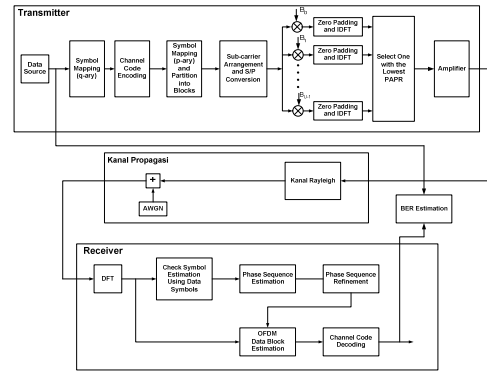 Transmitter
B0
B1
BU-1
Data
Source
Symbol
Mapping
(q-ary)
Channel
Code
Encoding
Symbol
Mapping
(p-ary)
and
Partition
into
Blocks
Sub-carrier
Arrangement
and S/P
Conversion
Zero Padding
and IDFT
Zero Padding
and IDFT
Zero Padding
and IDFT
Select One
with the
Lowest
PAPR
Amplifier
Kanal Propagasi
+
AWGN
Kanal Rayleigh
BER Estimation
Receiver
DFT
Check Symbol
Estimation
Using Data
Symbols
Phase Sequence
Estimation
Phase Sequence
Refinement
OFDM
Data Block
Estimation
Channel Code
Decoding